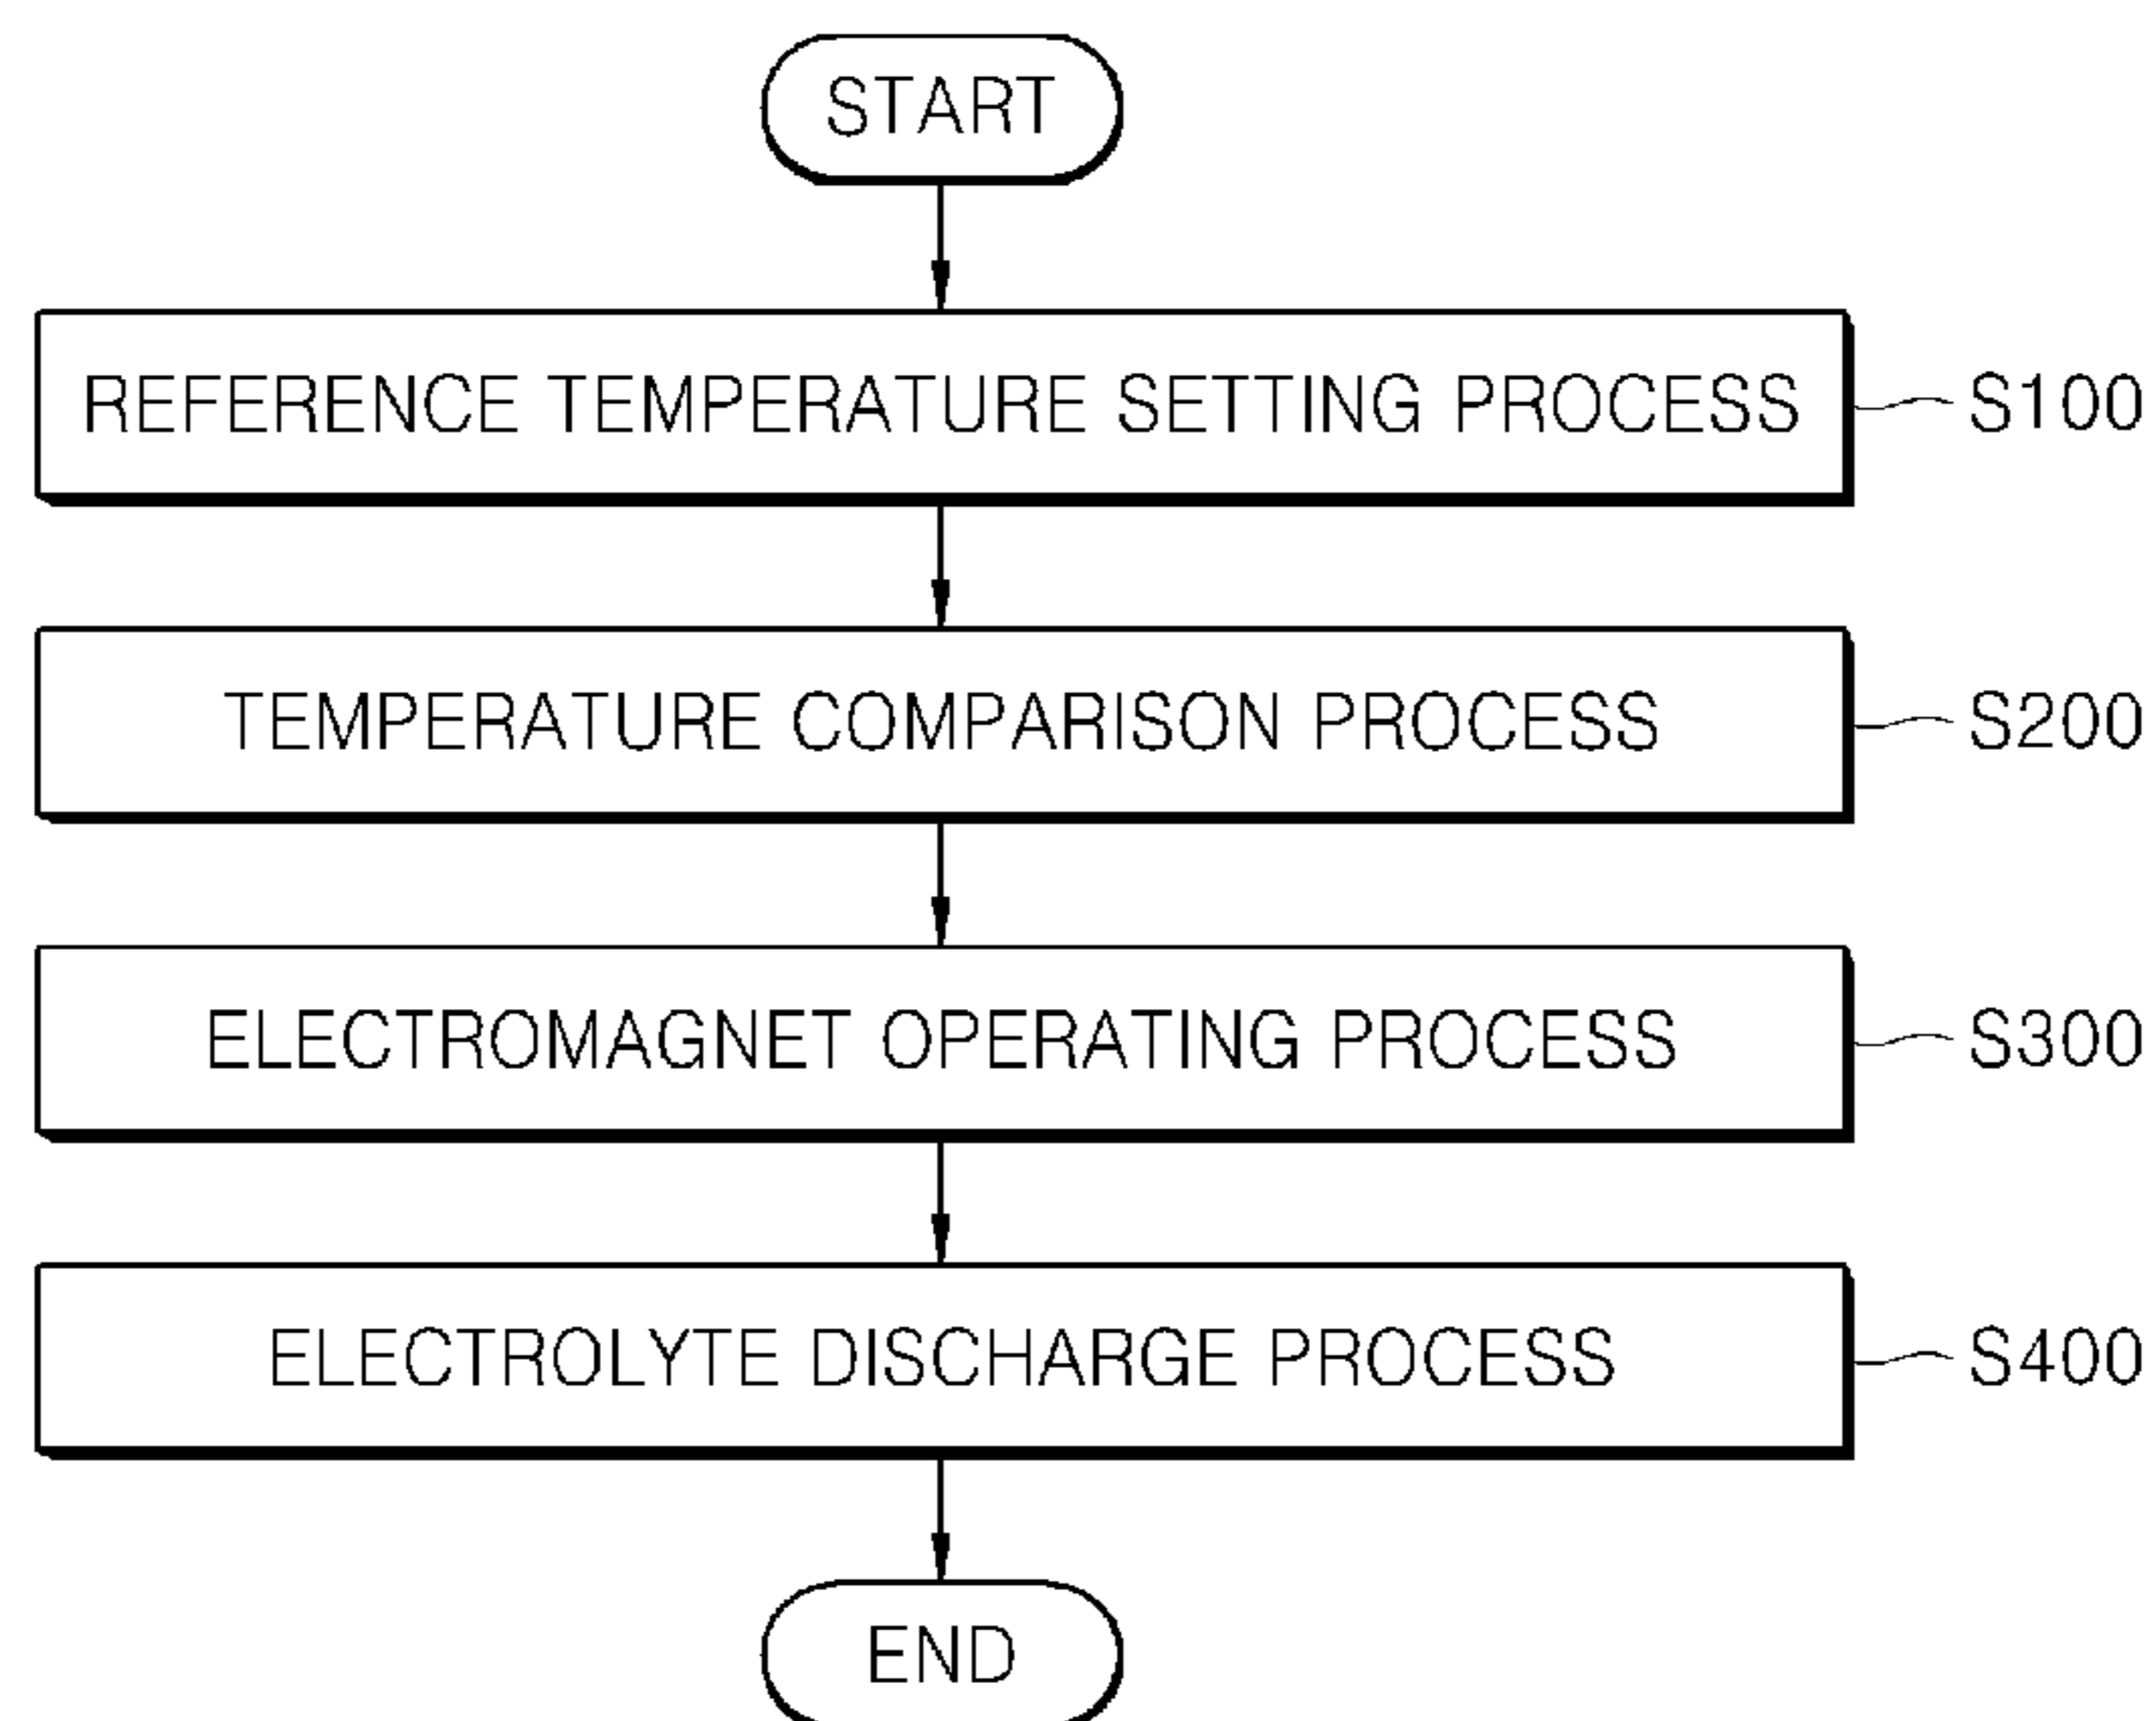 START
REFERENCE TEMPERATURE SETTING PROCESS S100
TEMPERATURE COMPARISON PROCESS S200
ELECTROMAGNET OPERATING PROCESS S300
ELECTROLYTE DISCHARGE PROCESS S400
END